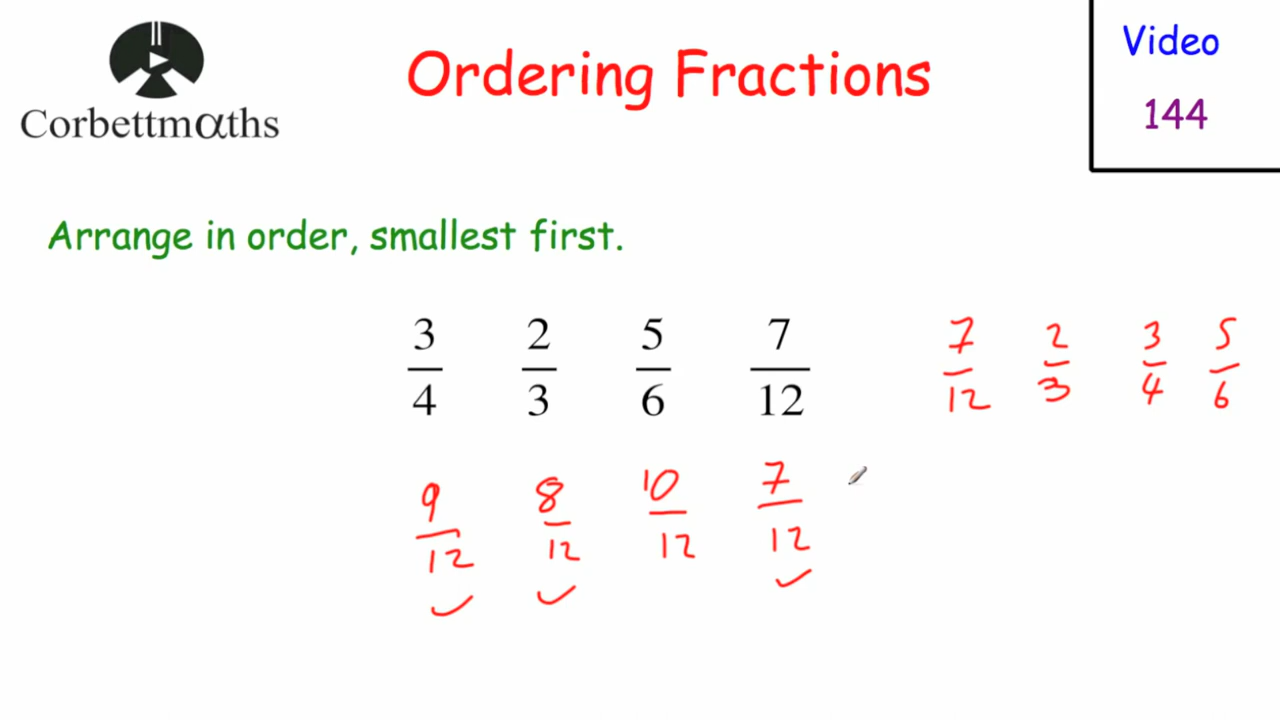 Corbettmαths
Ordering Fractions
Video
144
Arrange in order, smallest first.
3/4 2/3 5/6 7/12
7/12 2/3 3/4 5/6
9/12 8/12 10/12 7/12
✓ ✓ ✓